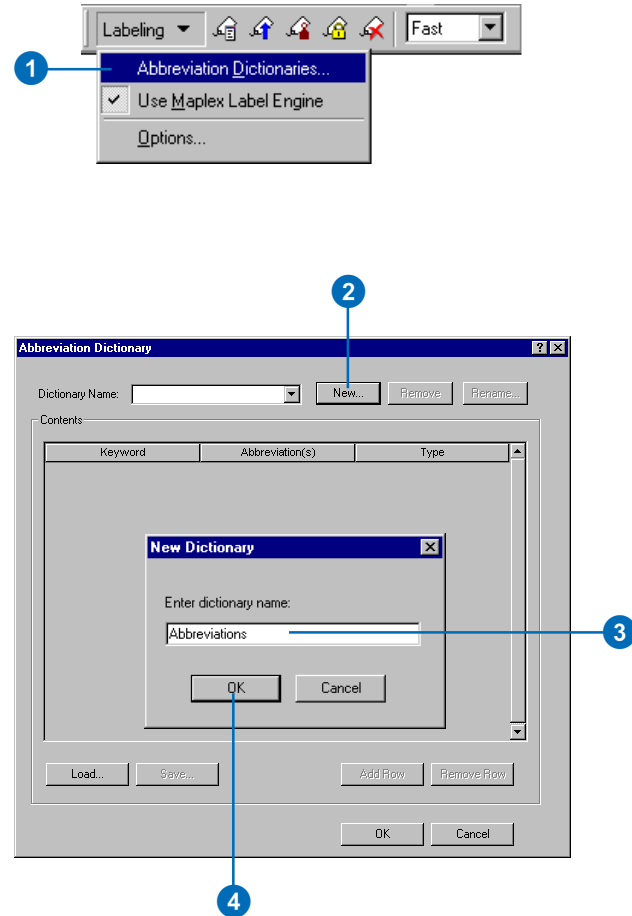 Labeling
Fast
1
Abbreviation Dictionaries...
Use Maplex Label Engine
Options...
2
Abbreviation Dictionary
Dictionary Name:
New...
Remove
Rename...
Contents
Keyword
Abbreviation(s)
Type
New Dictionary
Enter dictionary name:
Abbreviations
3
OK
Cancel
Load...
Save...
Add Row
Remove Row
OK
Cancel
4